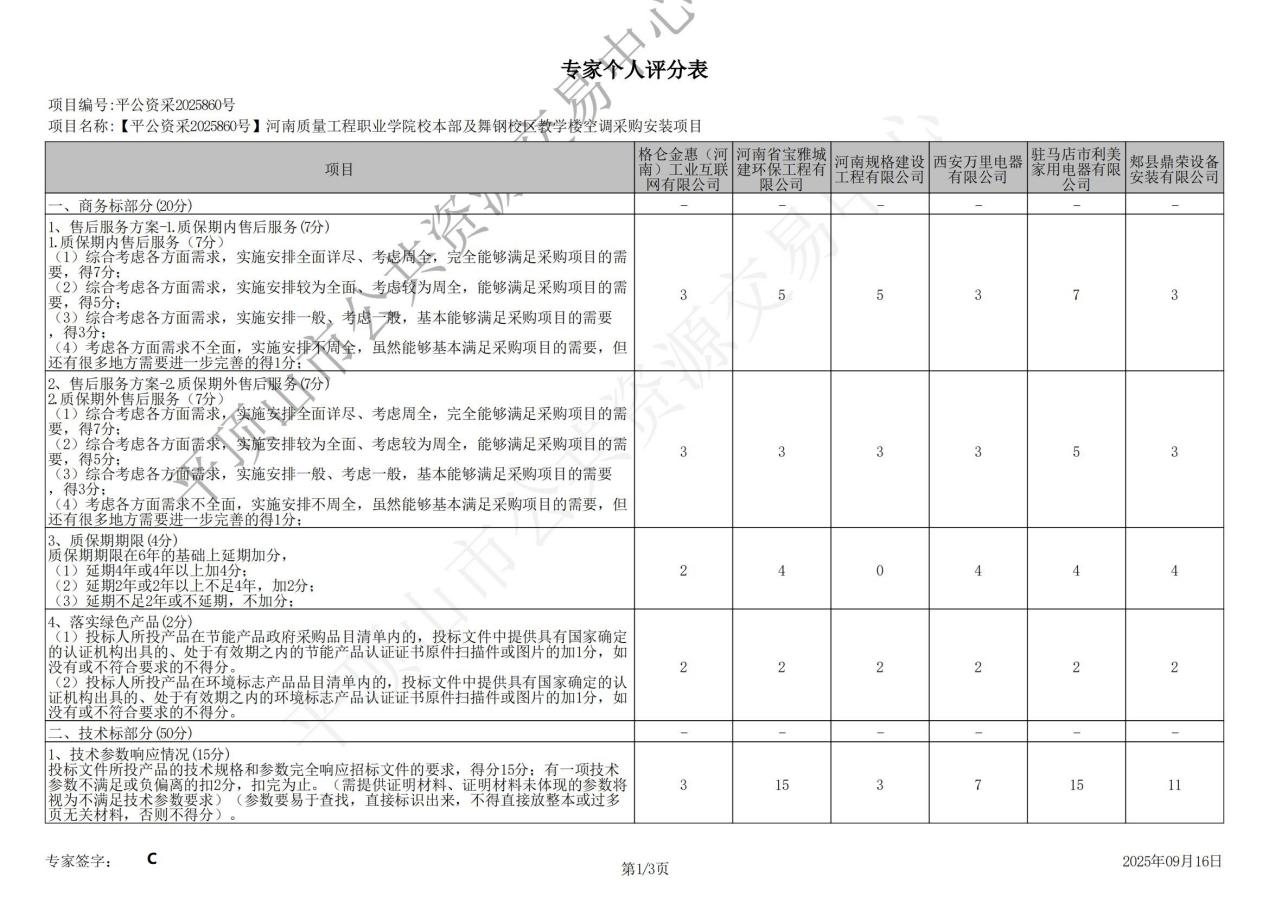 专家个人评分表
项目编号:平公资采2025860号
项目名称:【平公资采2025860号】河南质量工程职业学院校本部及舞钢校区教学楼空调采购安装项目
项目
格仑金惠（河
南）工业互联
网有限公司
河南省宝雅城
建环保工程有
限公司
河南规格建设
工程有限公司
西安万里电器
有限公司
驻马店市利美
家用电器有限
公司
郏县鼎荣设备
安装有限公司
一、商务标部分(20分) － － － － － －
1、售后服务方案-1.质保期内售后服务(7分)
1.质保期内售后服务（7分）
（1）综合考虑各方面需求，实施安排全面详尽、考虑周全，完全能够满足采购项目的需
要，得7分；
（2）综合考虑各方面需求，实施安排较为全面、考虑较为周全，能够满足采购项目的需
要，得5分；
（3）综合考虑各方面需求，实施安排一般、考虑一般，基本能够满足采购项目的需要
，得3分；
（4）考虑各方面需求不全面，实施安排不周全，虽然能够基本满足采购项目的需要，但
还有很多地方需要进一步完善的得1分；
3 5 5 3 7 3
2、售后服务方案-2.质保期外售后服务(7分)
2.质保期外售后服务（7分）
（1）综合考虑各方面需求，实施安排全面详尽、考虑周全，完全能够满足采购项目的需
要，得7分；
（2）综合考虑各方面需求，实施安排较为全面、考虑较为周全，能够满足采购项目的需
要，得5分；
（3）综合考虑各方面需求，实施安排一般、考虑一般，基本能够满足采购项目的需要
，得3分；
（4）考虑各方面需求不全面，实施安排不周全，虽然能够基本满足采购项目的需要，但
还有很多地方需要进一步完善的得1分；
3 3 3 3 5 3
3、质保期期限(4分)
质保期期限在6年的基础上延期加分，
（1）延期4年或4年以上加4分；
（2）延期2年或2年以上不足4年，加2分；
（3）延期不足2年或不延期，不加分；
2 4 0 4 4 4
4、落实绿色产品(2分)
（1）投标人所投产品在节能产品政府采购品目清单内的，投标文件中提供具有国家确定
的认证机构出具的、处于有效期之内的节能产品认证证书原件扫描件或图片的加1分，如
没有或不符合要求的不得分。
（2）投标人所投产品在环境标志产品品目清单内的，投标文件中提供具有国家确定的认
证机构出具的、处于有效期之内的环境标志产品认证证书原件扫描件或图片的加1分，如
没有或不符合要求的不得分。
2 2 2 2 2 2
二、技术标部分(50分) － － － － － －
1、技术参数响应情况(15分)
投标文件所投产品的技术规格和参数完全响应招标文件的要求，得分15分；有一项技术
参数不满足或负偏离的扣2分，扣完为止。（需提供证明材料、证明材料未体现的参数将
视为不满足技术参数要求）（参数要易于查找，直接标识出来，不得直接放整本或过多
页无关材料，否则不得分）。
3 15 3 7 15 11
专家签字： C
第1/3页
2025年09月16日
平顶山市公共资源交易中心
平顶山市公共资源交易中心